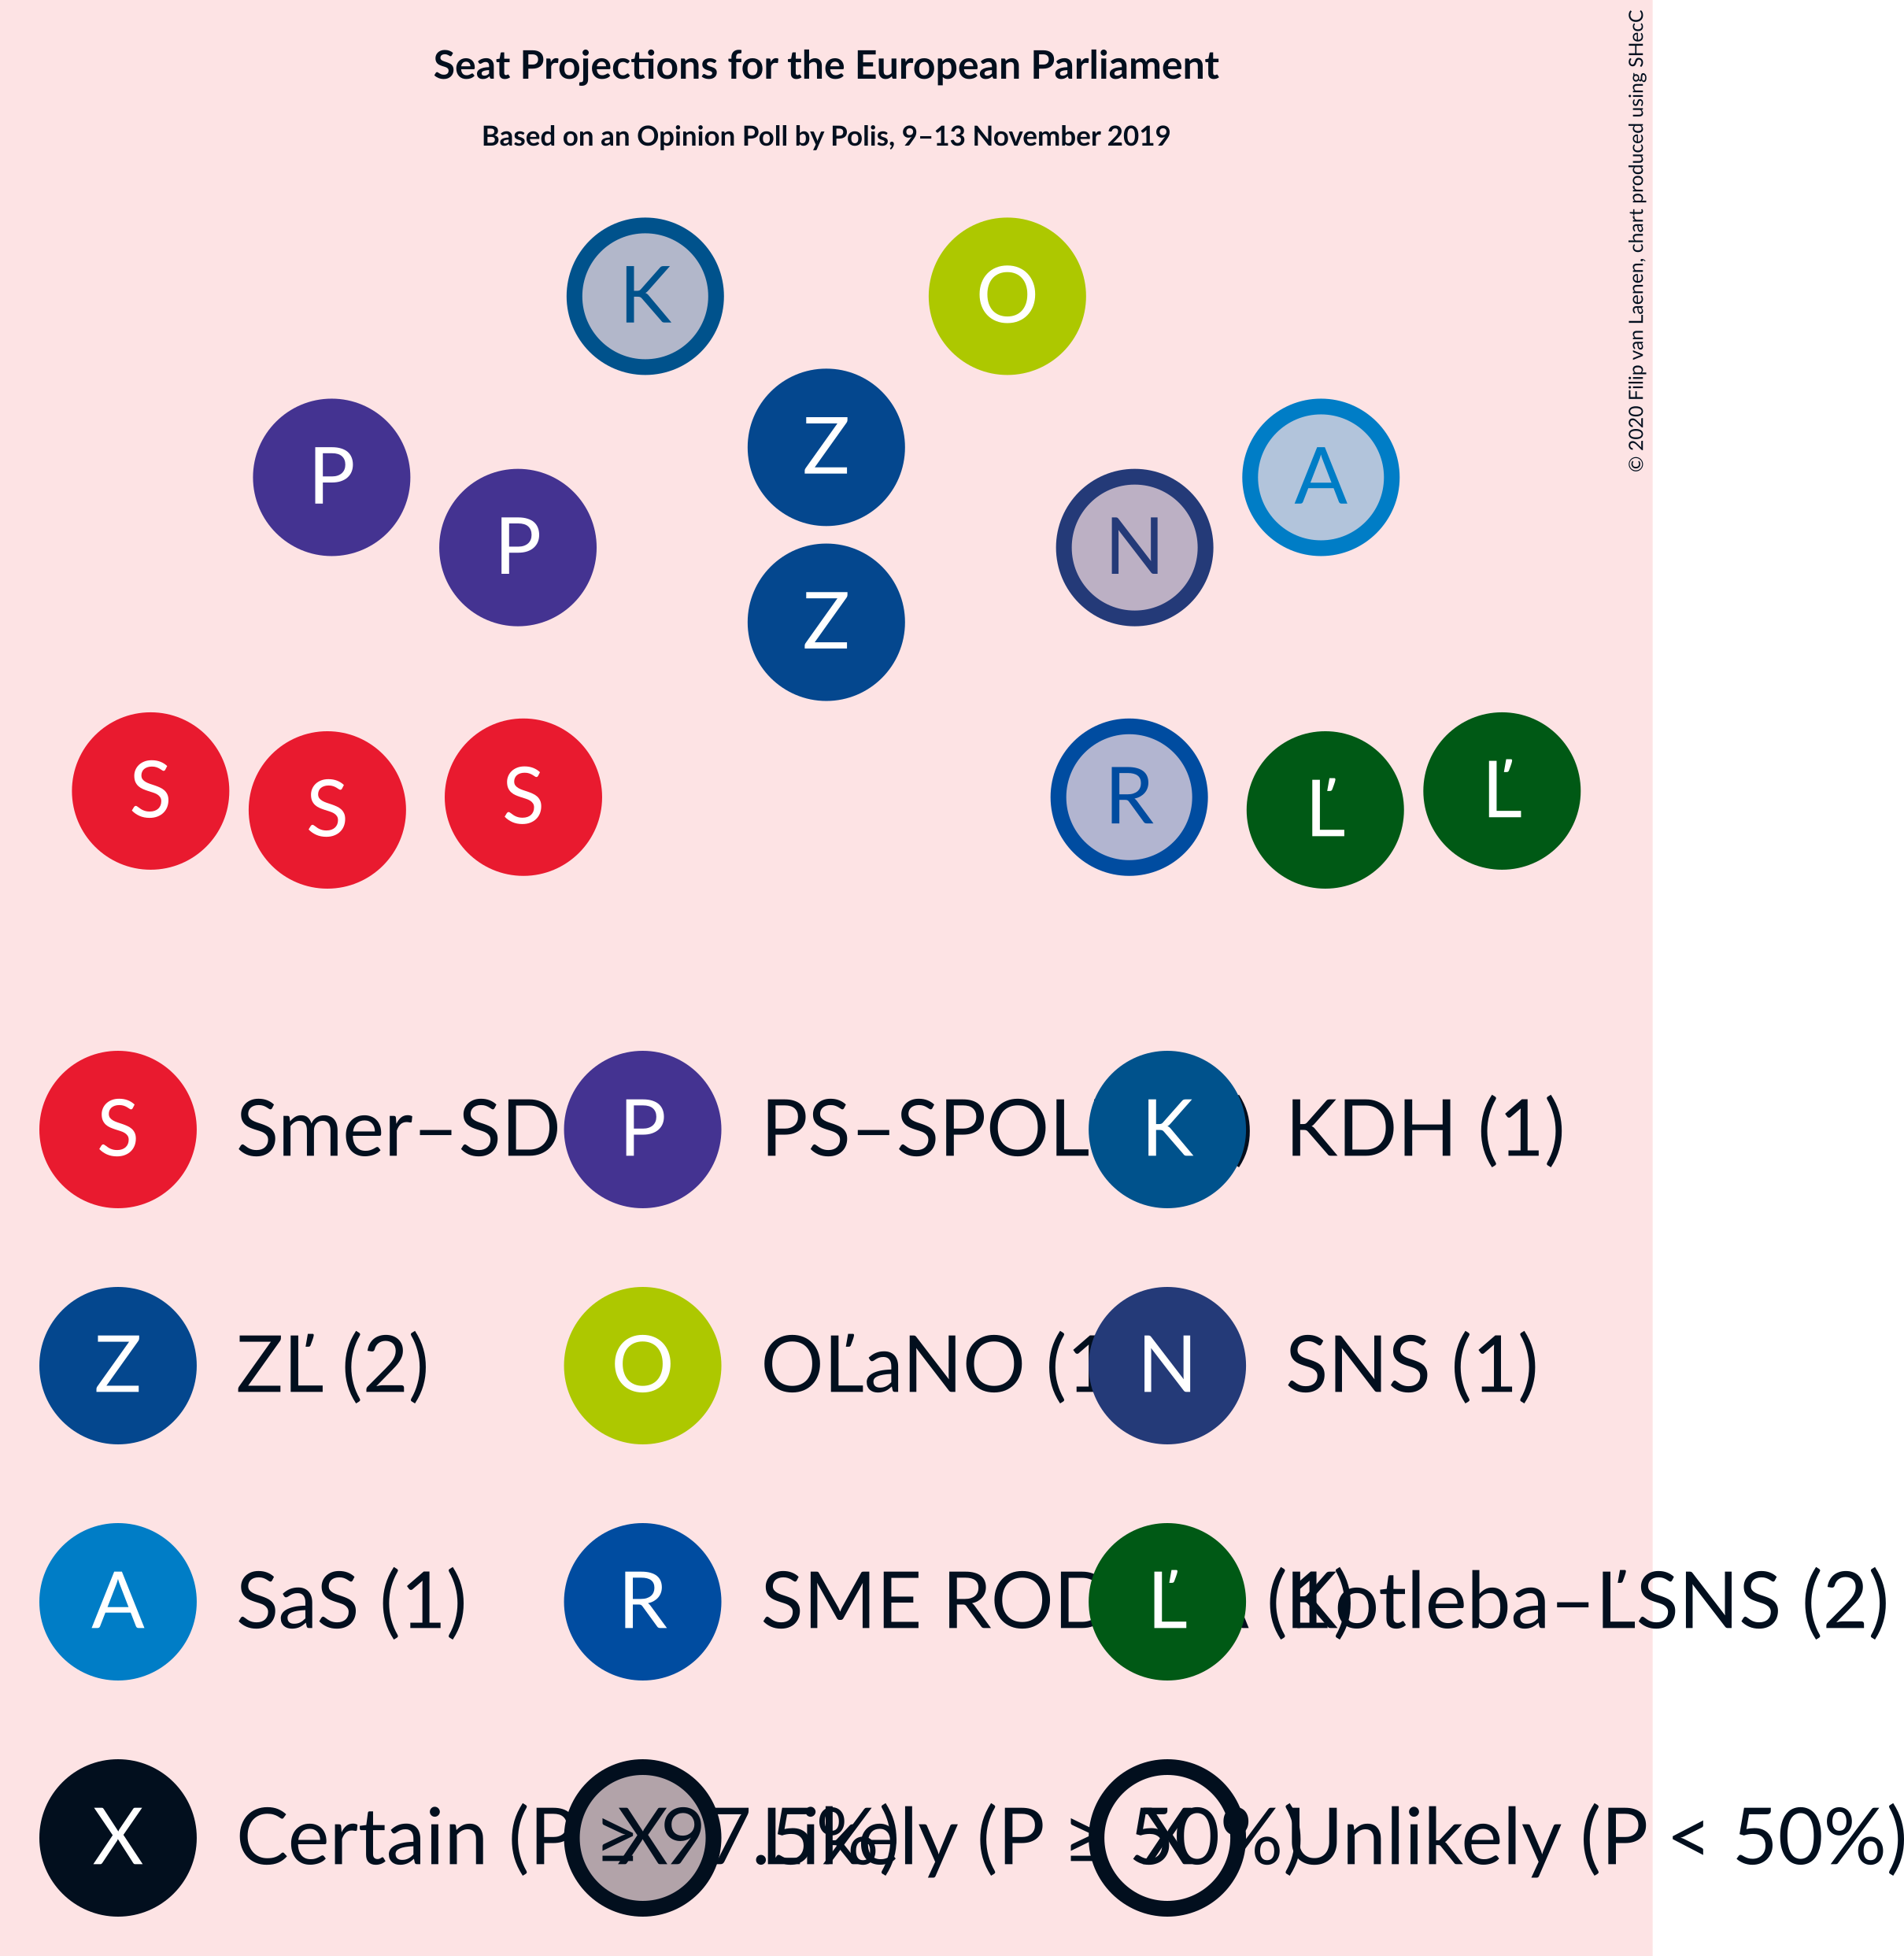 Seat Projections for the European Parliament
Based on an Opinion Poll by Polis, 9–13 November 2019
© 2020 Filip van Laenen, chart produced using SHecC
K O
Z
P A
P N
Z
S S S R Ľ Ľ
S Smer–SD P PS–SPOL K KDH (1)
Z ZĽ (2) O OĽaNO (1 N SNS (1)
A SaS (1) R SME Ľ Kotleba–ĽSNS (2)
X Certain (P ≥ 97.5%) X Likely (P ≥ 50%) X Unlikely (P < 50%)